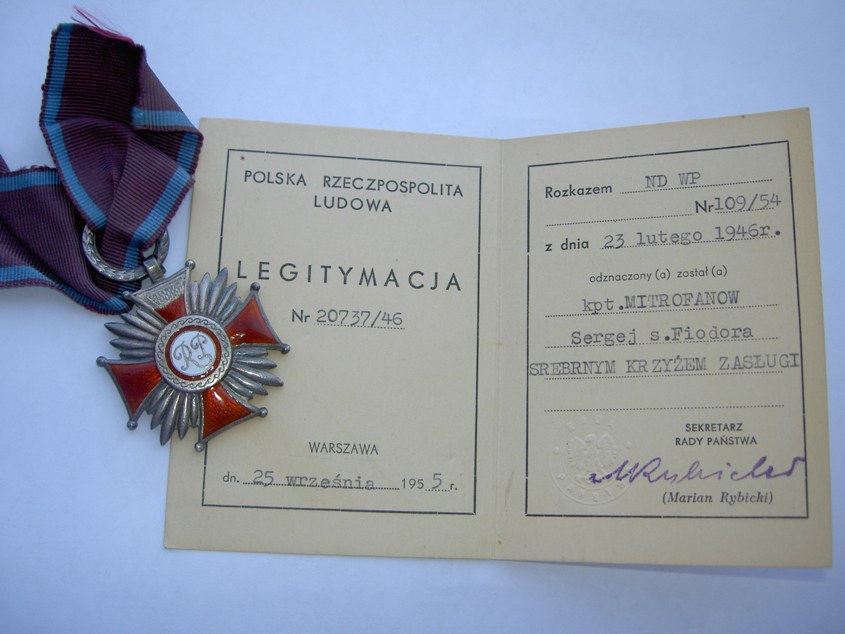 POLSKA RZECZPOSPOLITA
LUDOWA
LEGITYMACJA
Nr 20737/46
WARSZAWA
dn. 25 września 1955 r.
RP
Rozkazem ND WP
Nr 109/54
z dnia 23 lutego 1946r.
odznaczony (a) został (a)
kpt.MITROFANOW
Sergej s.Fiodora
SREBRNYM KRZYŻEM ZASŁUGI
SEKRETARZ
RADY PAŃSTWA
MRybicki
(Marian Rybicki)